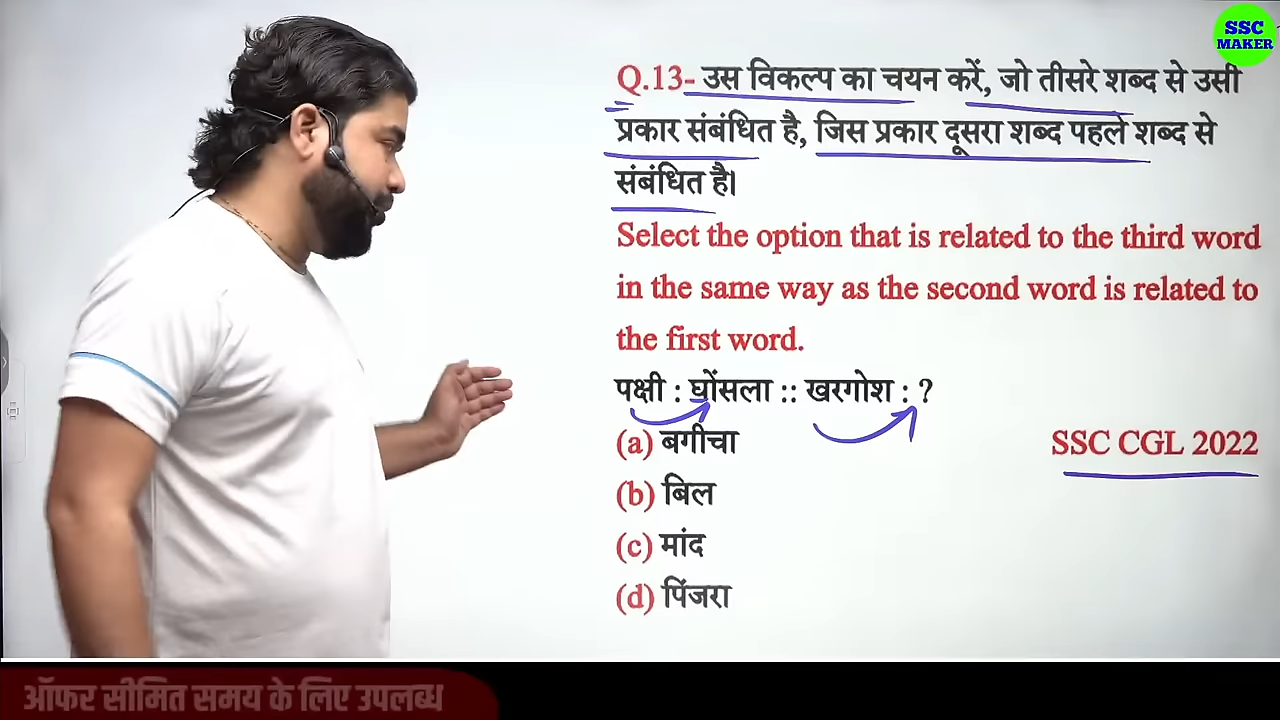 SSC
MAKER
Q.13- उस विकल्प का चयन करें, जो तीसरे शब्द से उसी
प्रकार संबंधित है, जिस प्रकार दूसरा शब्द पहले शब्द से
संबंधित है।
Select the option that is related to the third word
in the same way as the second word is related to
the first word.
पक्षी : घोंसला :: खरगोश : ?
(a) बगीचा
SSC CGL 2022
(b) बिल
(c) मांद
(d) पिंजरा
ऑफर सीमित समय के लिए उपलब्ध